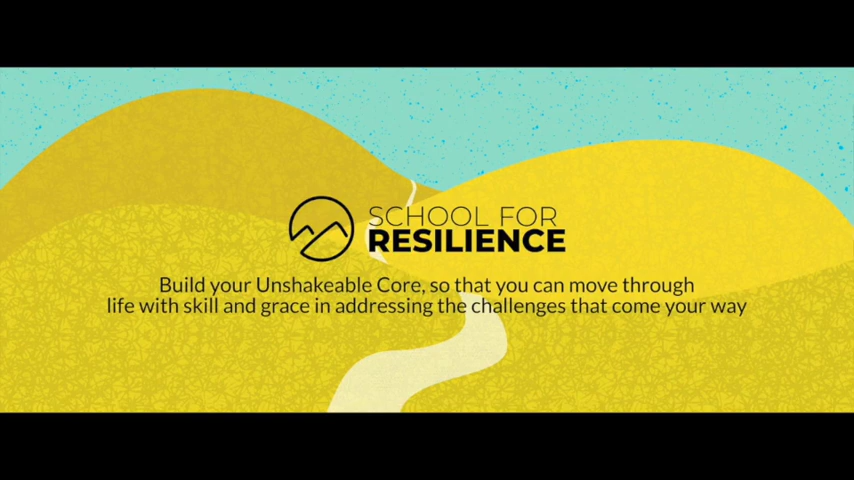 SCHOOL FOR
RESILIENCE
Build your Unshakeable Core, so that you can move through
life with skill and grace in addressing the challenges that come your way